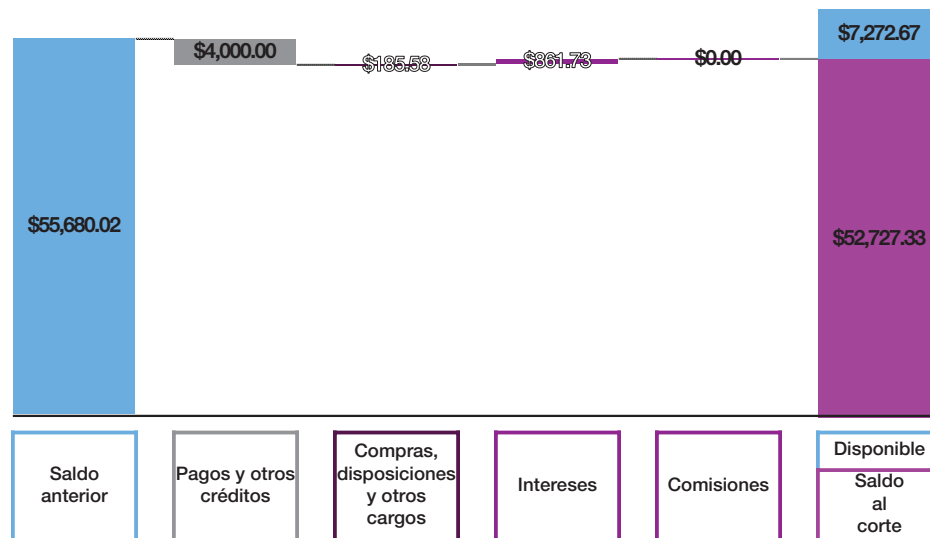 $7,272.67
$4,000.00
$185.58
$861.73
$0.00
$55,680.02
$52,727.33
Saldo
anterior
Pagos y otros
créditos
Compras,
disposiciones
y otros
cargos
Intereses
Comisiones
Disponible
Saldo
al
corte